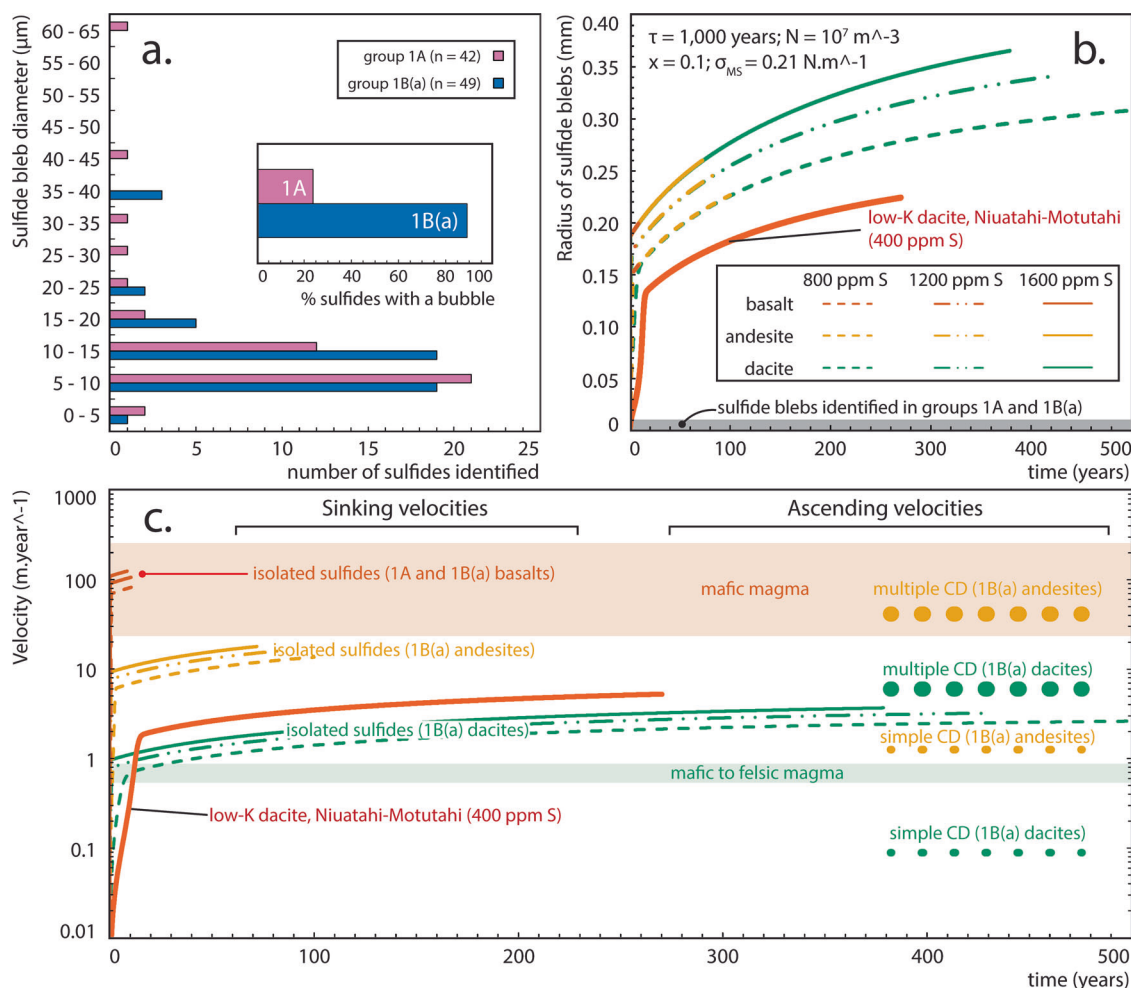 a.
Sulfide bleb diameter (µm)
60 - 65
55 - 60
50 - 55
45 - 50
40 - 45
35 - 40
30 - 35
25 - 30
20 - 25
15 - 20
10 - 15
5 - 10
0 - 5
0 5 10 15 20 25
number of sulfides identified
group 1A (n = 42)
group 1B(a) (n = 49)
1A
1B(a)
0 20 40 60 80 100
% sulfides with a bubble
b.
Radius of sulfide blebs (mm)
τ = 1,000 years; N = 10⁷ m^-3
x = 0.1; σMS = 0.21 N.m^-1
0.40
0.30
0.20
0.15
0.10
0.05
0
low-K dacite, Niuatahi-Motutahi
(400 ppm S)
800 ppm S 1200 ppm S 1600 ppm S
basalt
andesite
dacite
sulfide blebs identified in groups 1A and 1B(a)
0 100 200 300 400 500
time (years)
c.
Velocity (m.year^-1)
1000
100
10
1
0.1
0.01
Sinking velocities
Ascending velocities
isolated sulfides (1A and 1B(a) basalts)
mafic magma
multiple CD (1B(a) andesites)
isolated sulfides (1B(a) andesites)
multiple CD (1B(a) dacites)
isolated sulfides (1B(a) dacites)
simple CD (1B(a) andesites)
mafic to felsic magma
low-K dacite, Niuatahi-Motutahi (400 ppm S)
simple CD (1B(a) dacites)
0 100 200 300 400 500
time (years)